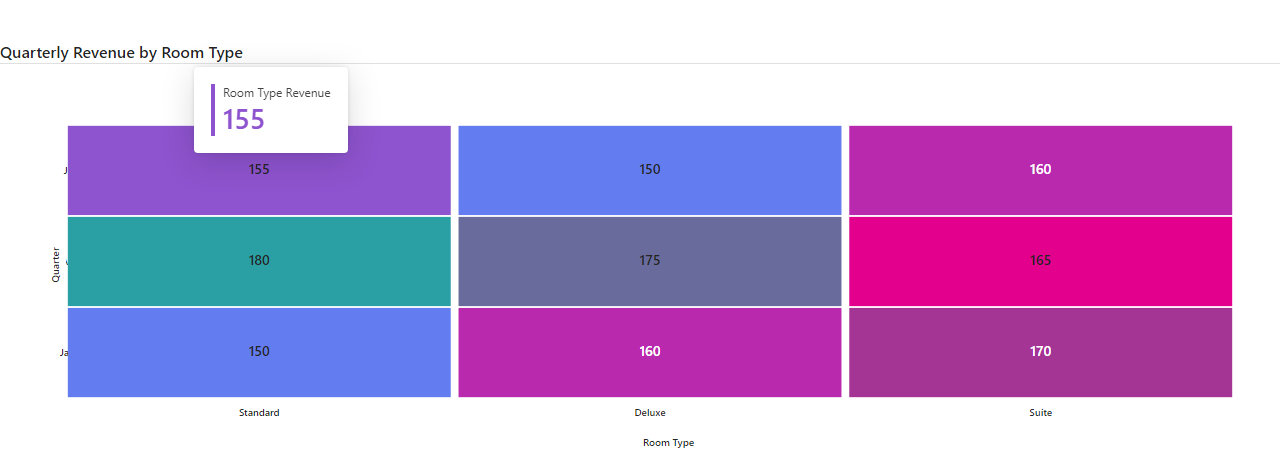 Quarterly Revenue by Room Type
Room Type Revenue
155
155 150 160
Quarter
180 175 165
150 160 170
Standard Deluxe Suite
Room Type